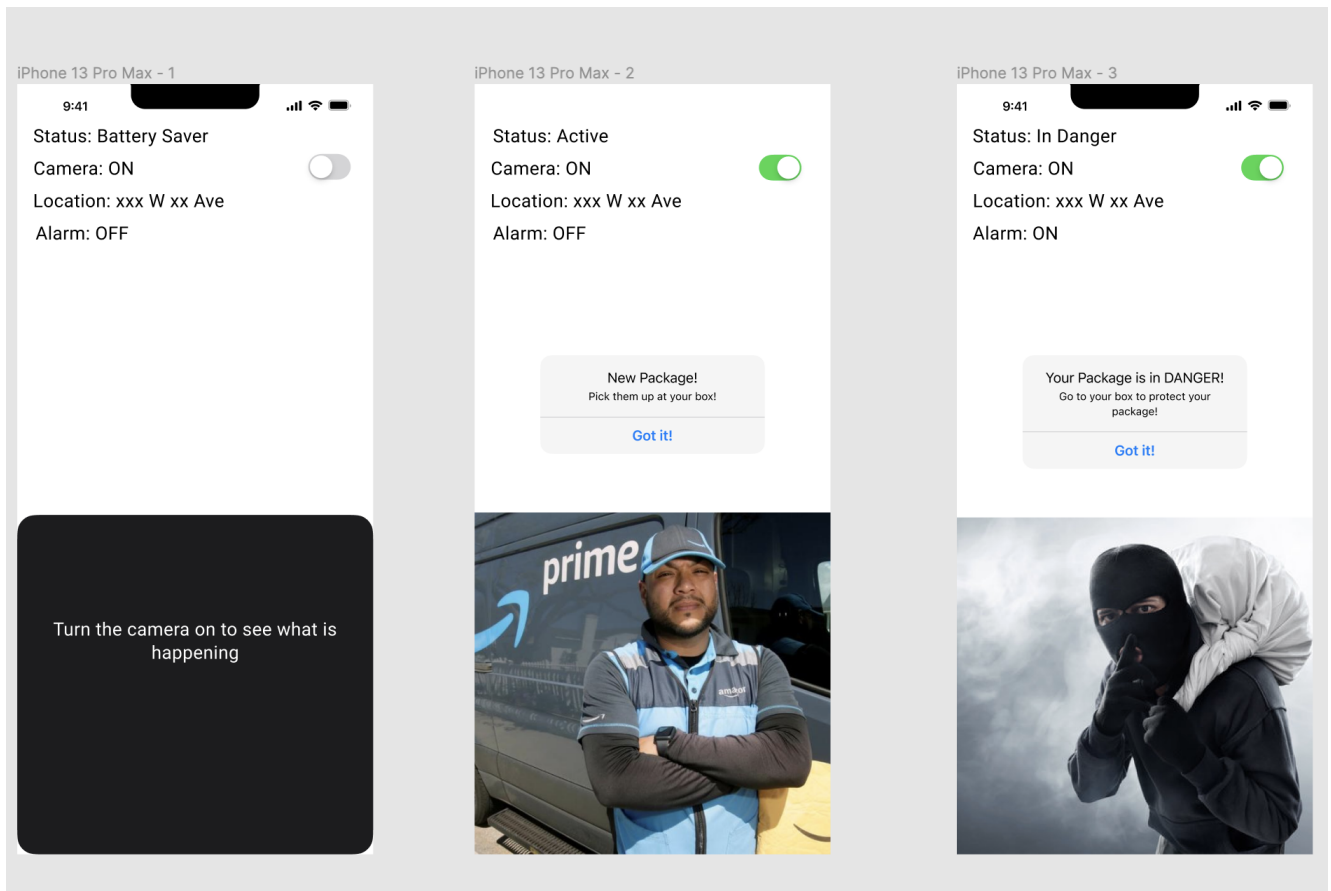 iPhone 13 Pro Max - 1
9:41
Status: Battery Saver
Camera: ON
Location: xxx W xx Ave
Alarm: OFF
Turn the camera on to see what is
happening
iPhone 13 Pro Max - 2
Status: Active
Camera: ON
Location: xxx W xx Ave
Alarm: OFF
New Package!
Pick them up at your box!
Got it!
prime
amazon
iPhone 13 Pro Max - 3
9:41
Status: In Danger
Camera: ON
Location: xxx W xx Ave
Alarm: ON
Your Package is in DANGER!
Go to your box to protect your
package!
Got it!